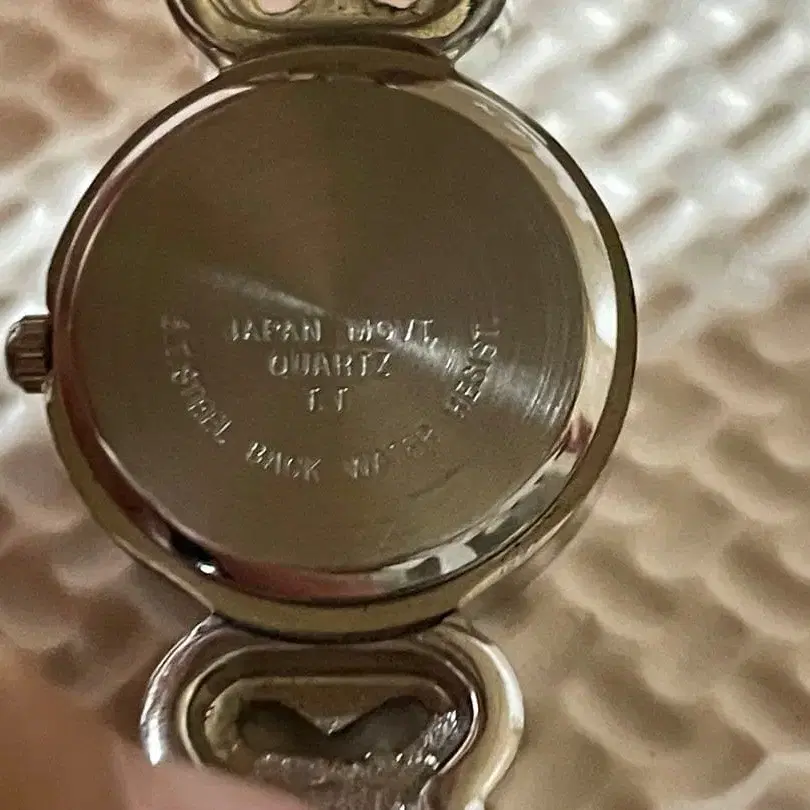 JAPAN MOVT.
QUARTZ
T.T
ST.STEEL BACK WATER RESIST.